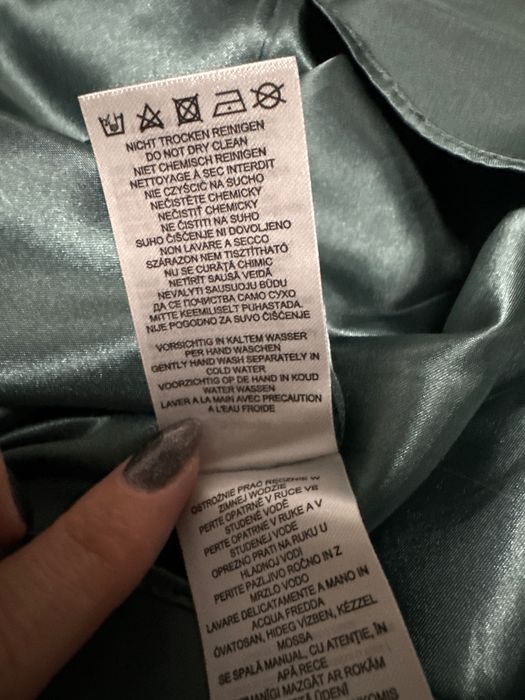 NICHT TROCKEN REINIGEN
DO NOT DRY CLEAN
NIET CHEMISCH REINIGEN
NETTOYAGE À SEC INTERDIT
NIE CZYŚCIĆ NA SUCHO
NEČISTĚTE CHEMICKY
NEČISTIŤ CHEMICKY
NE ČISTITI NA SUHO
SUHO ČIŠČENJE NI DOVOLJENO
NON LAVARE A SECCO
SZÁRAZON NEM TISZTÍTHATÓ
NU SE CURĂȚĂ CHIMIC
NETĪRĪT SAUSĀ VEIDĀ
NEVALYTI SAUSUOJU BŪDU
ДА СЕ ПОЧИСТВА САМО СУХО
MITTE KEEMILISELT PUHASTADA.
NIJE POGODNO ZA SUVO ČIŠĆENJE
VORSICHTIG IN KALTEM WASSER
PER HAND WASCHEN
GENTLY HAND WASH SEPARATELY IN
COLD WATER
VOORZICHTIG OP DE HAND IN KOUD
WATER WASSEN
LAVER A LA MAIN AVEC PRECAUTION
A L'EAU FROIDE
OSTROŻNIE PRAĆ RĘCZNIE W
ZIMNEJ WODZIE
PERTE OPATRNĚ V RUCE VE
STUDENÉ VODĚ
PERTE OPATRNE V RUKE A V
STUDENEJ VODE
OPREZNO PRATI NA RUKU U
HLADNOJ VODI
PERITE PAZLJIVO ROČNO IN Z
MRZLO VODO
LAVARE DELICATAMENTE A MANO IN
ACQUA FREDDA
ÓVATOSAN, HIDEG VÍZBEN, KÉZZEL
MOSSA
SE SPALĂ MANUAL, CU ATENȚIE, ÎN
APĂ RECE
MAZGĀT AR ROKĀM
ŪDENĪ